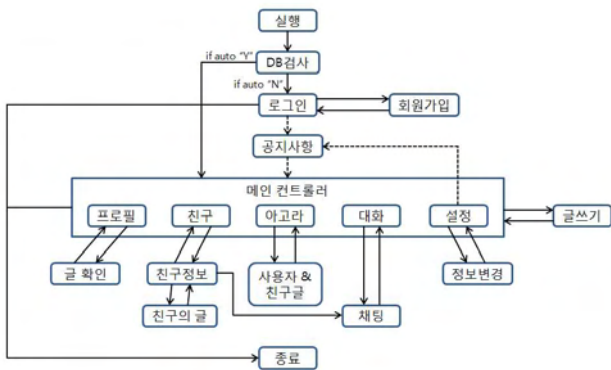 실행
if auto "Y"
DB검사
if auto "N"
로그인
회원가입
공지사항
메인 컨트롤러
프로필
친구
아고라
대화
설정
글쓰기
글 확인
친구정보
사용자 &
친구글
정보변경
친구의 글
채팅
종료